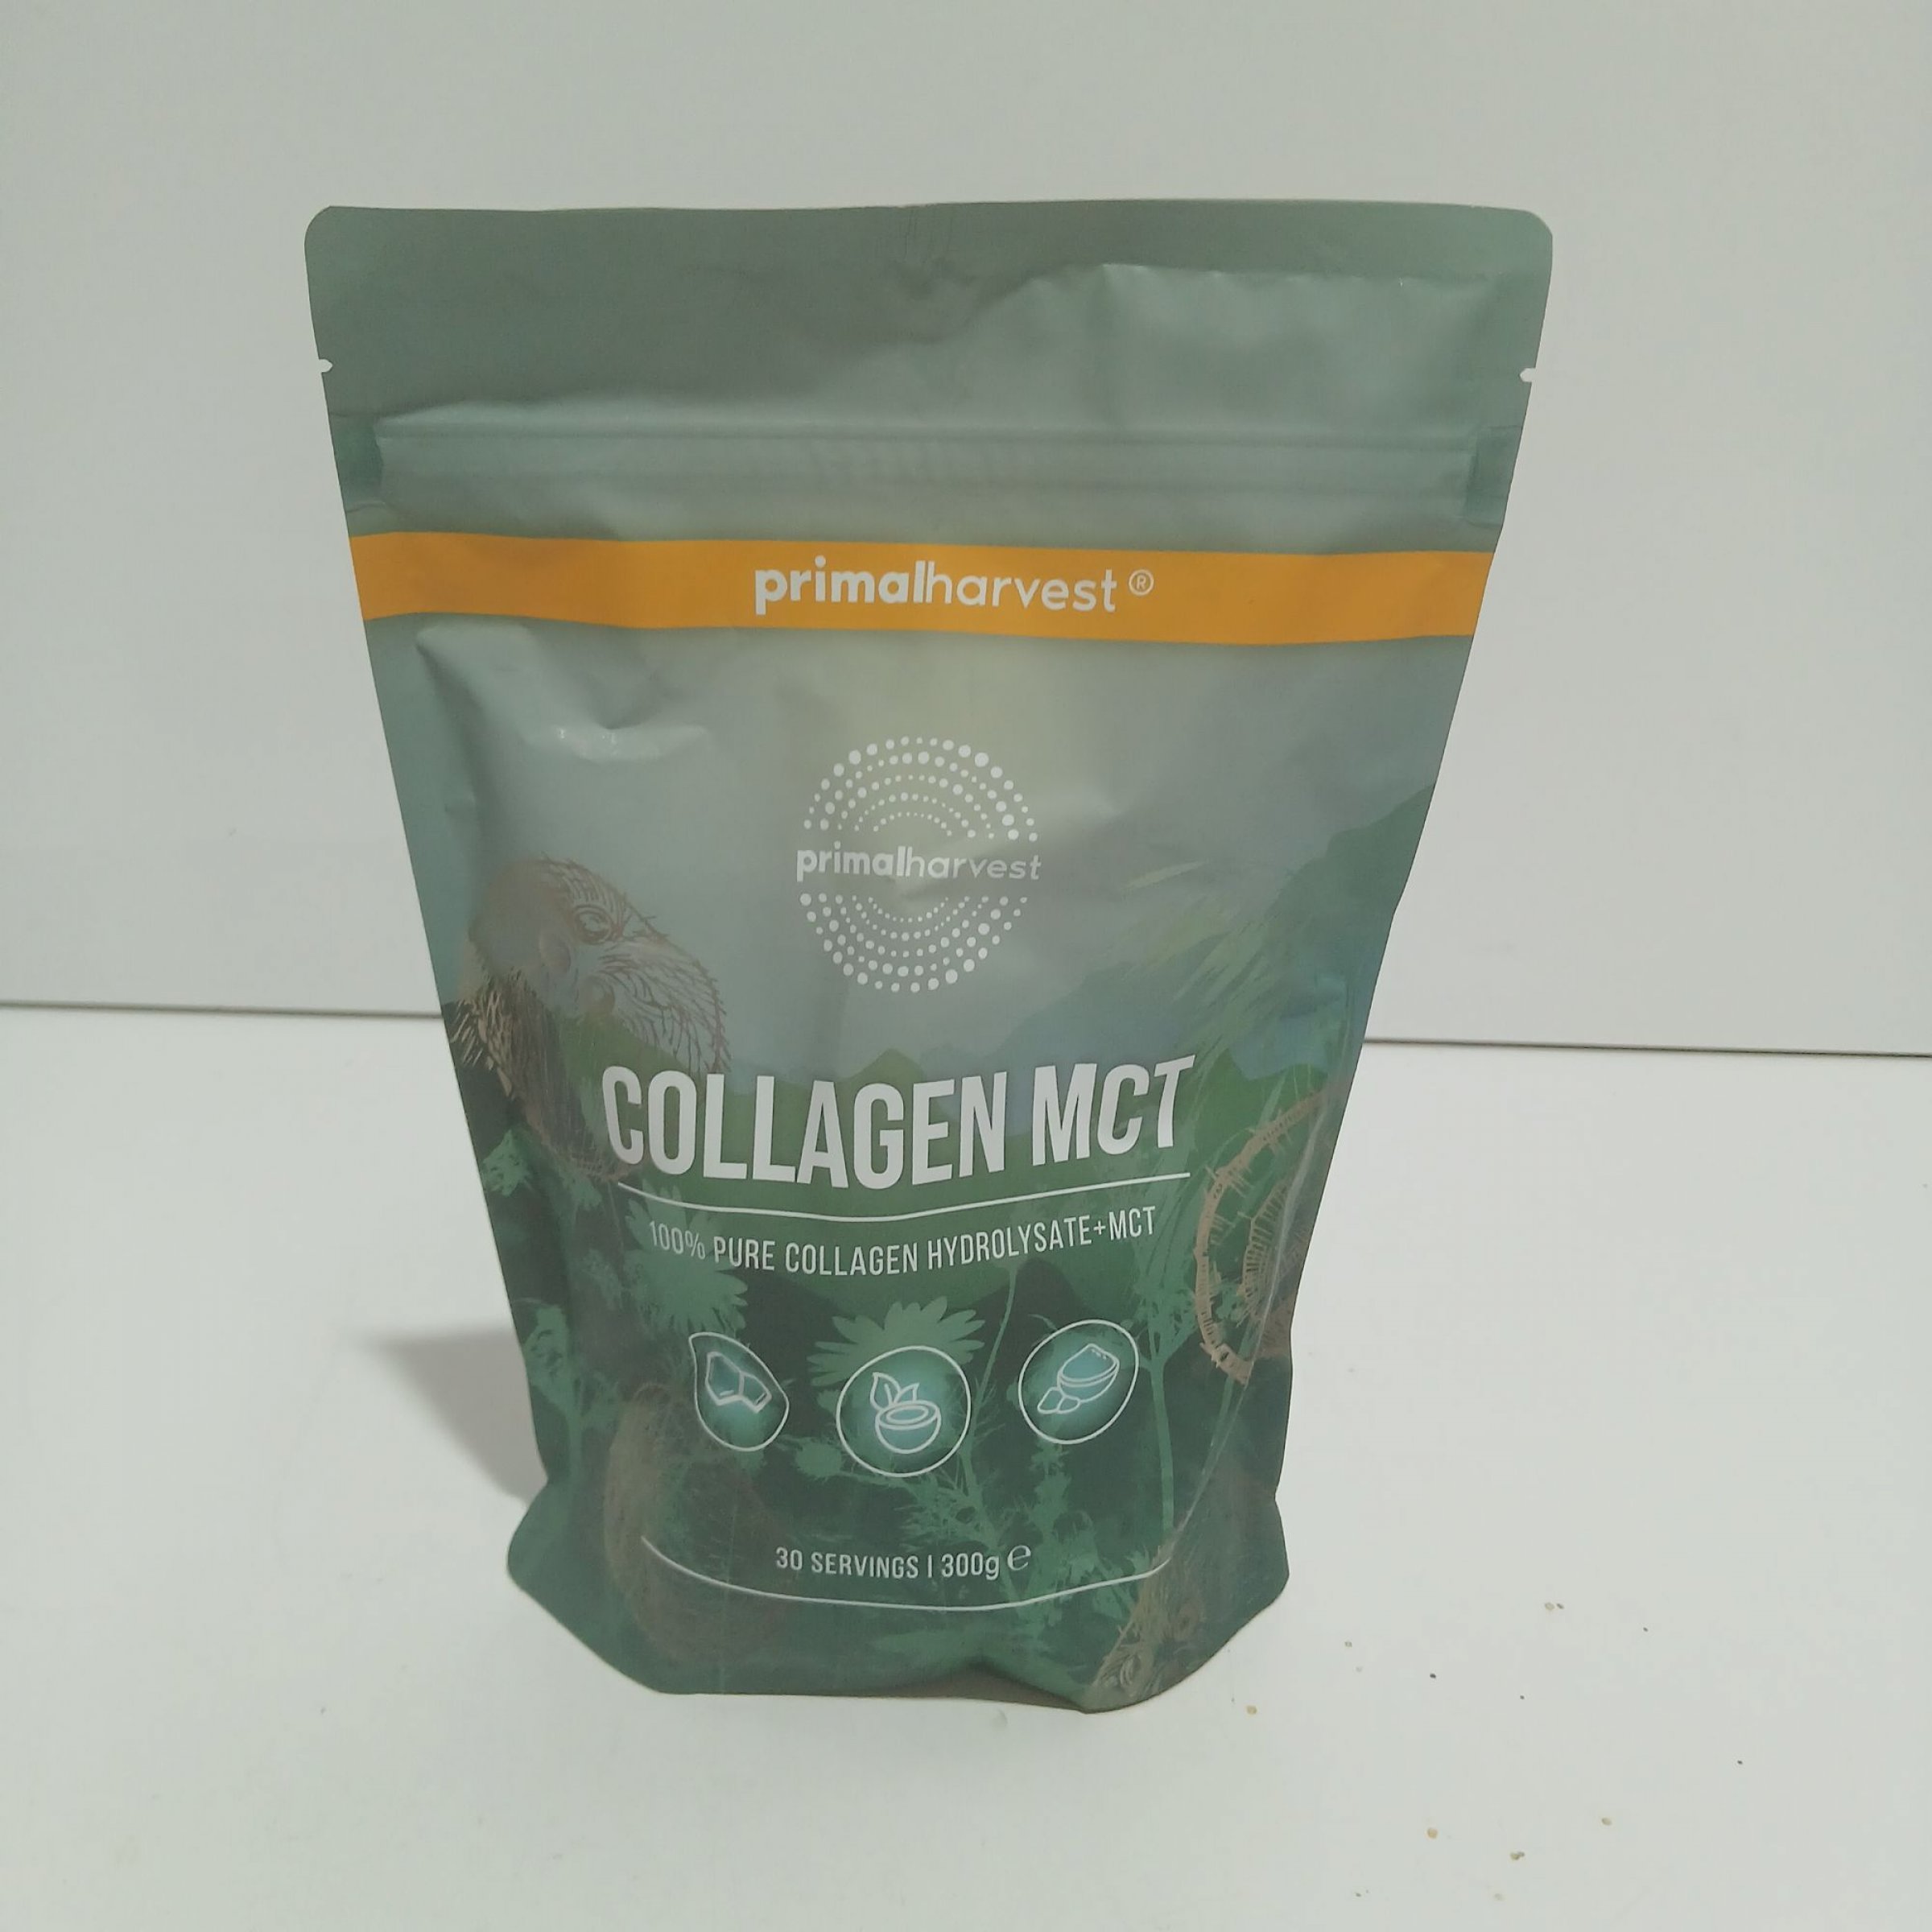 primalharvest ®
primalharvest
COLLAGEN MCT
100% PURE COLLAGEN HYDROLYSATE+MCT
30 SERVINGS | 300g ℮